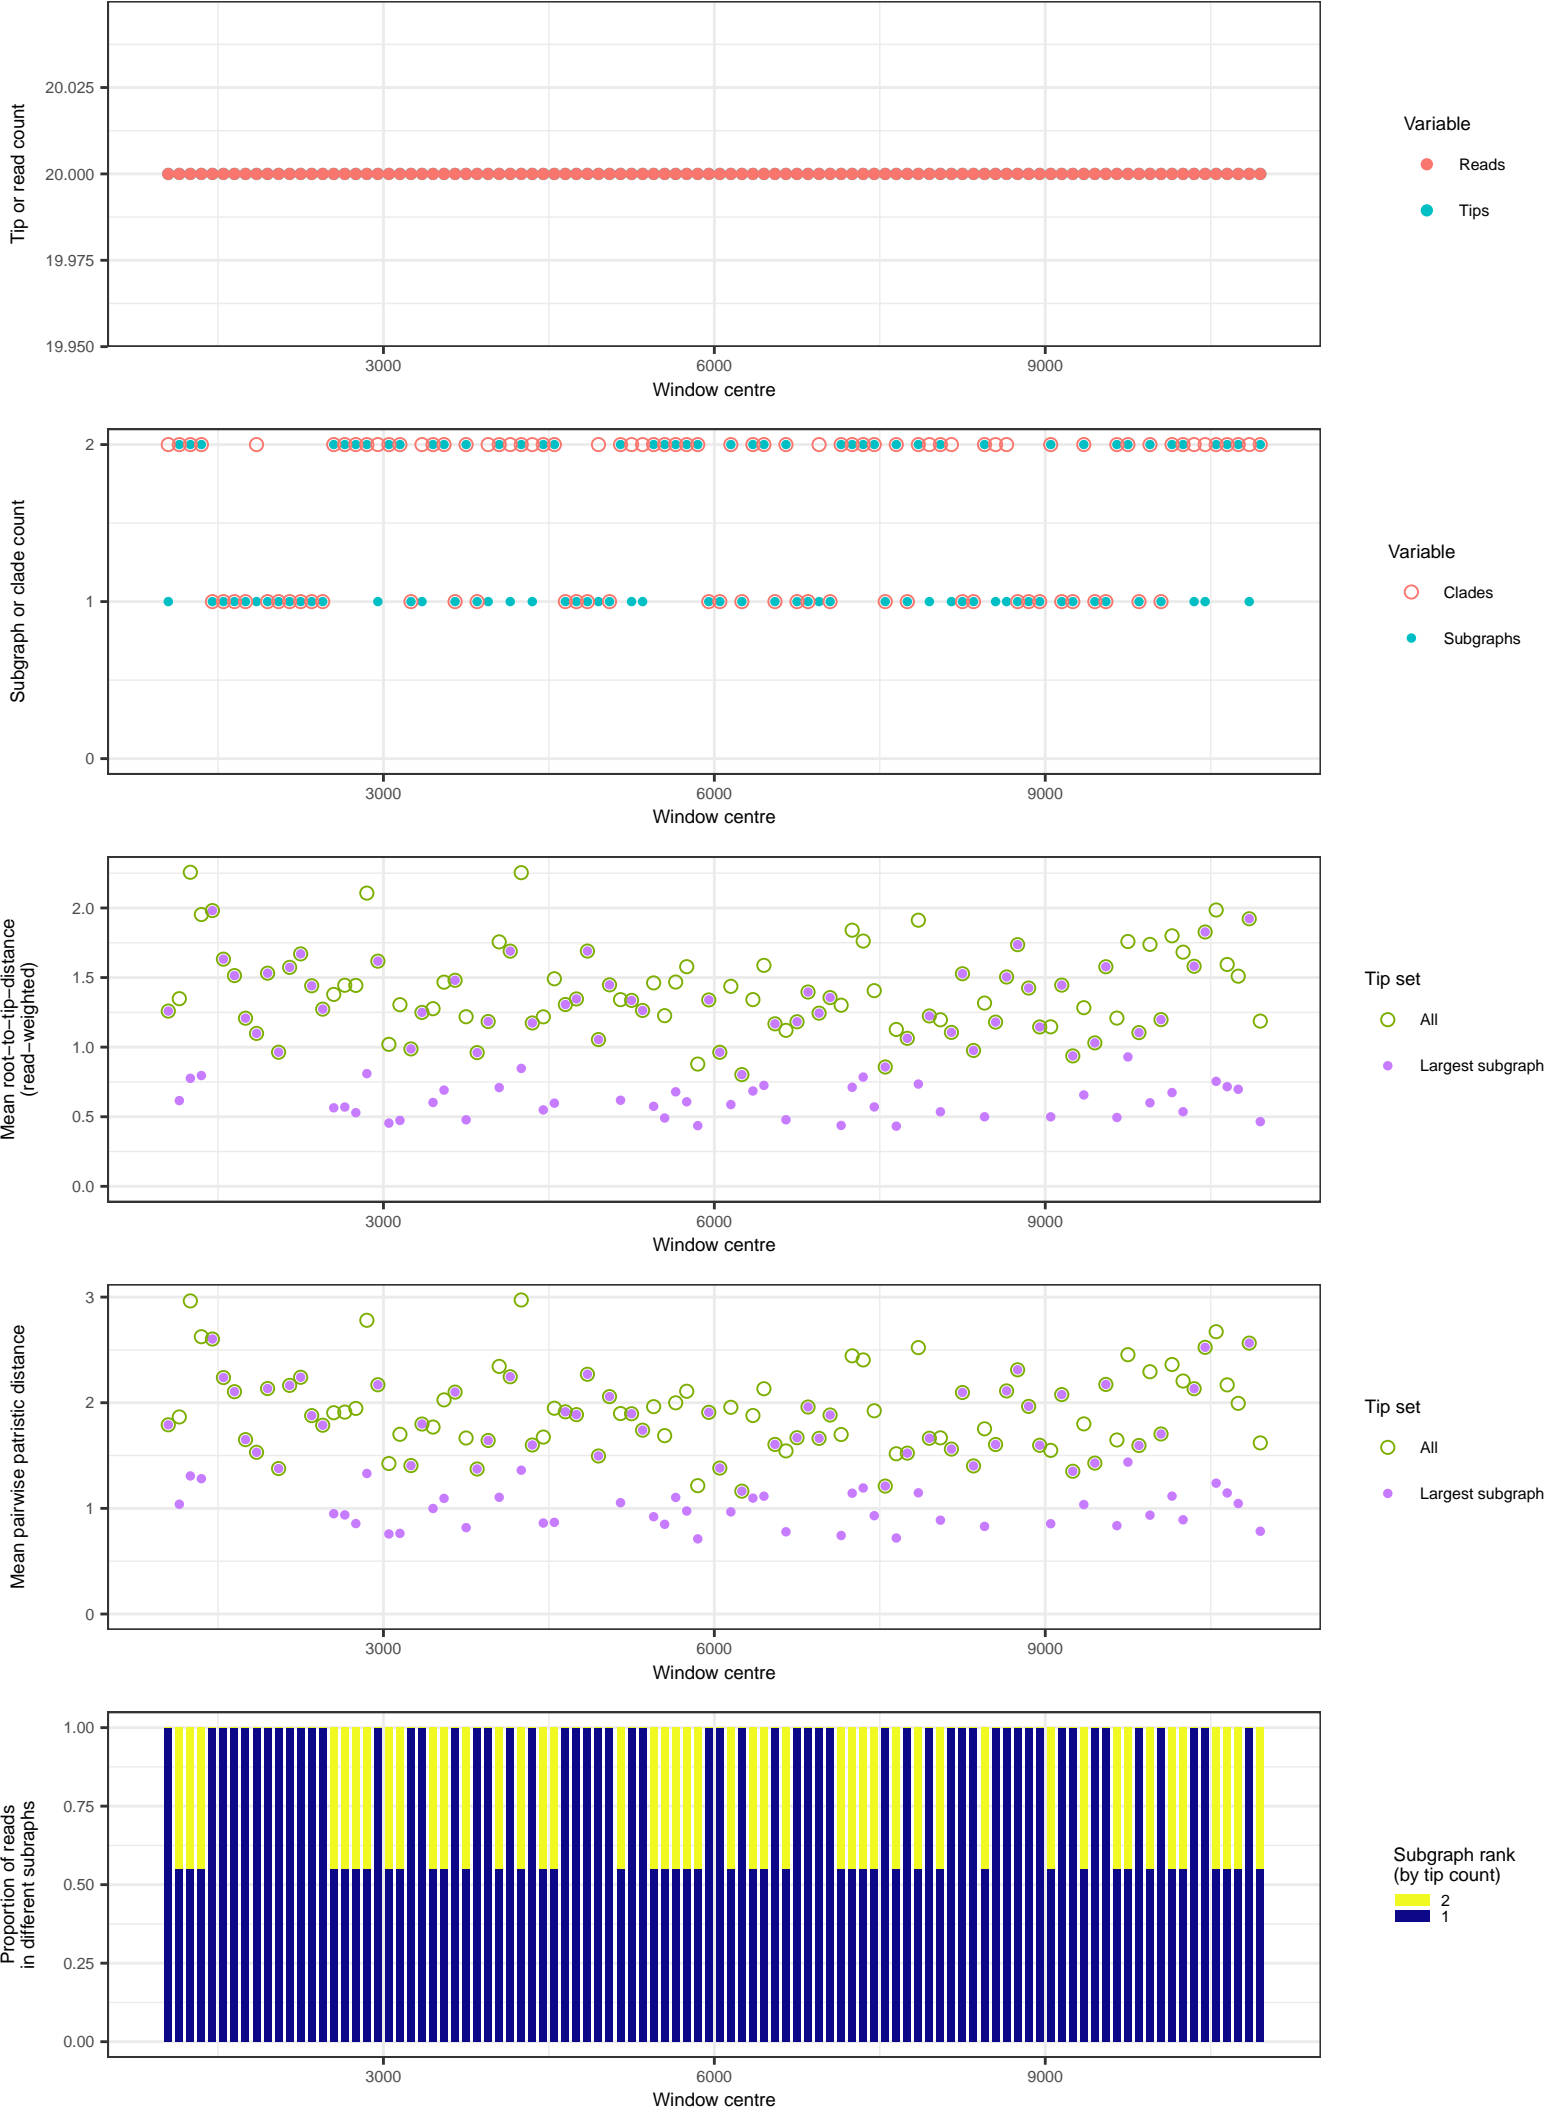 20.025
20.000
19.975
19.950
Tip or read count
3000
6000
9000
Window centre
Variable
Reads
Tips
2
1
0
Subgraph or clade count
3000
6000
9000
Window centre
Variable
Clades
Subgraphs
2.0
1.5
1.0
0.5
0.0
Mean root−to−tip−distance
(read−weighted)
3000
6000
9000
Window centre
Tip set
All
Largest subgraph
3
2
1
0
Mean pairwise patristic distance
3000
6000
9000
Window centre
Tip set
All
Largest subgraph
1.00
0.75
0.50
0.25
0.00
Proportion of reads
in different subraphs
3000
6000
9000
Window centre
Subgraph rank
(by tip count)
2
1